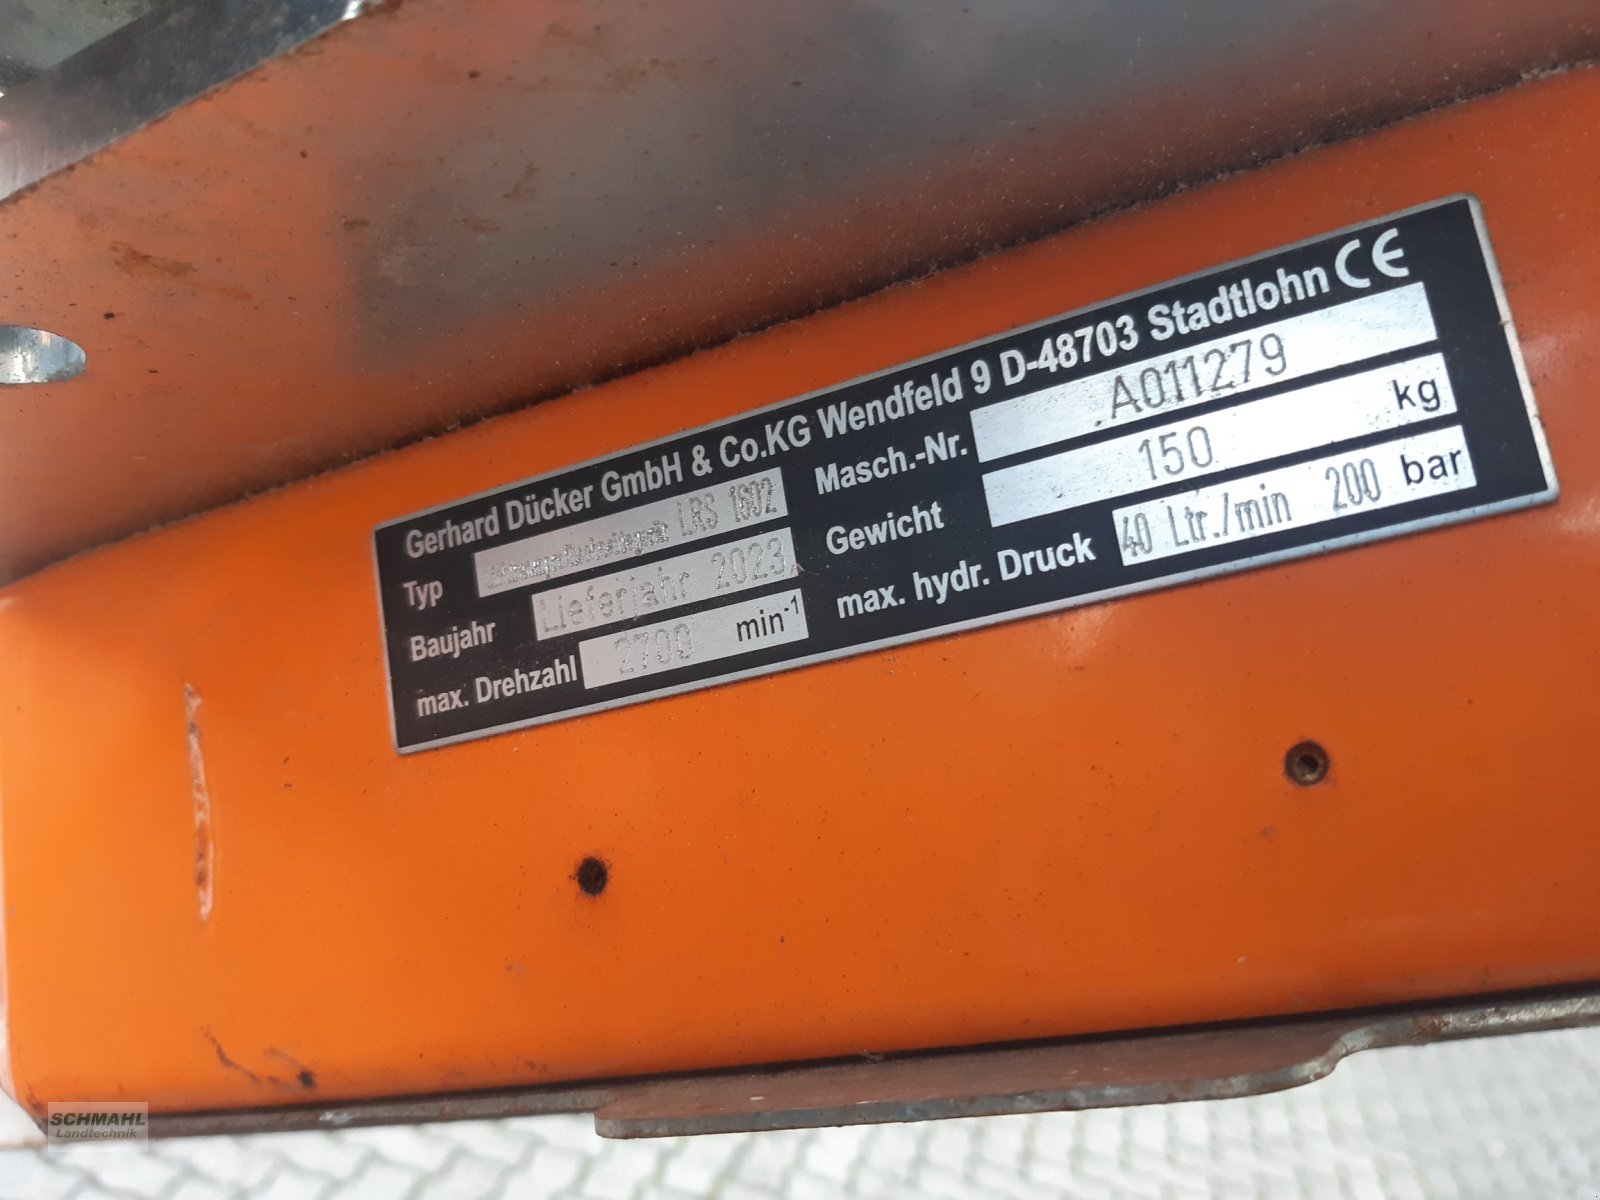 Gerhard Dücker GmbH & Co.KG Wendfeld 9 D-48703 Stadtlohn CE
Typ LRS 1602
Masch.-Nr. A011279
Baujahr Lieferjahr 2023
Gewicht 150 kg
max. Drehzahl 2700 min-1
max. hydr. Druck 40 Ltr./min 200 bar
SCHMAHL
Landtechnik